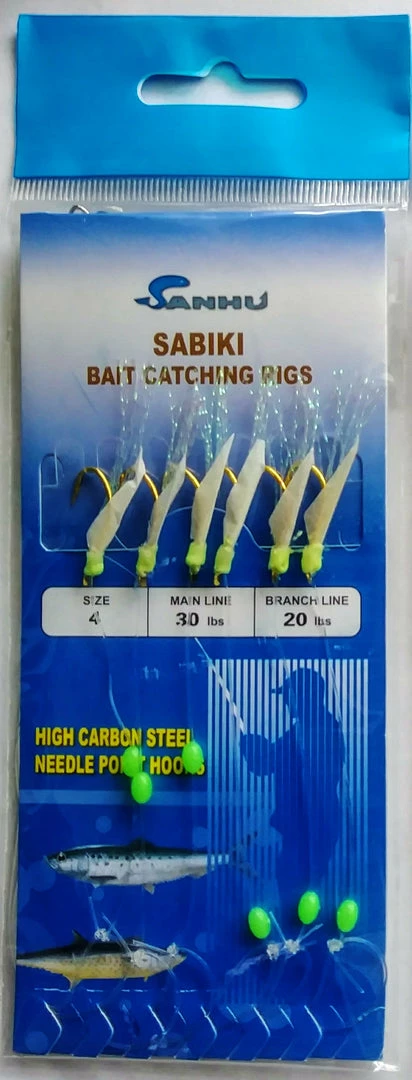 SANHU
SABIKI
BAIT CATCHING RIGS
SIZE MAIN LINE BRANCH LINE
4 30 lbs 20 lbs
HIGH CARBON STEEL
NEEDLE POINT HOOKS